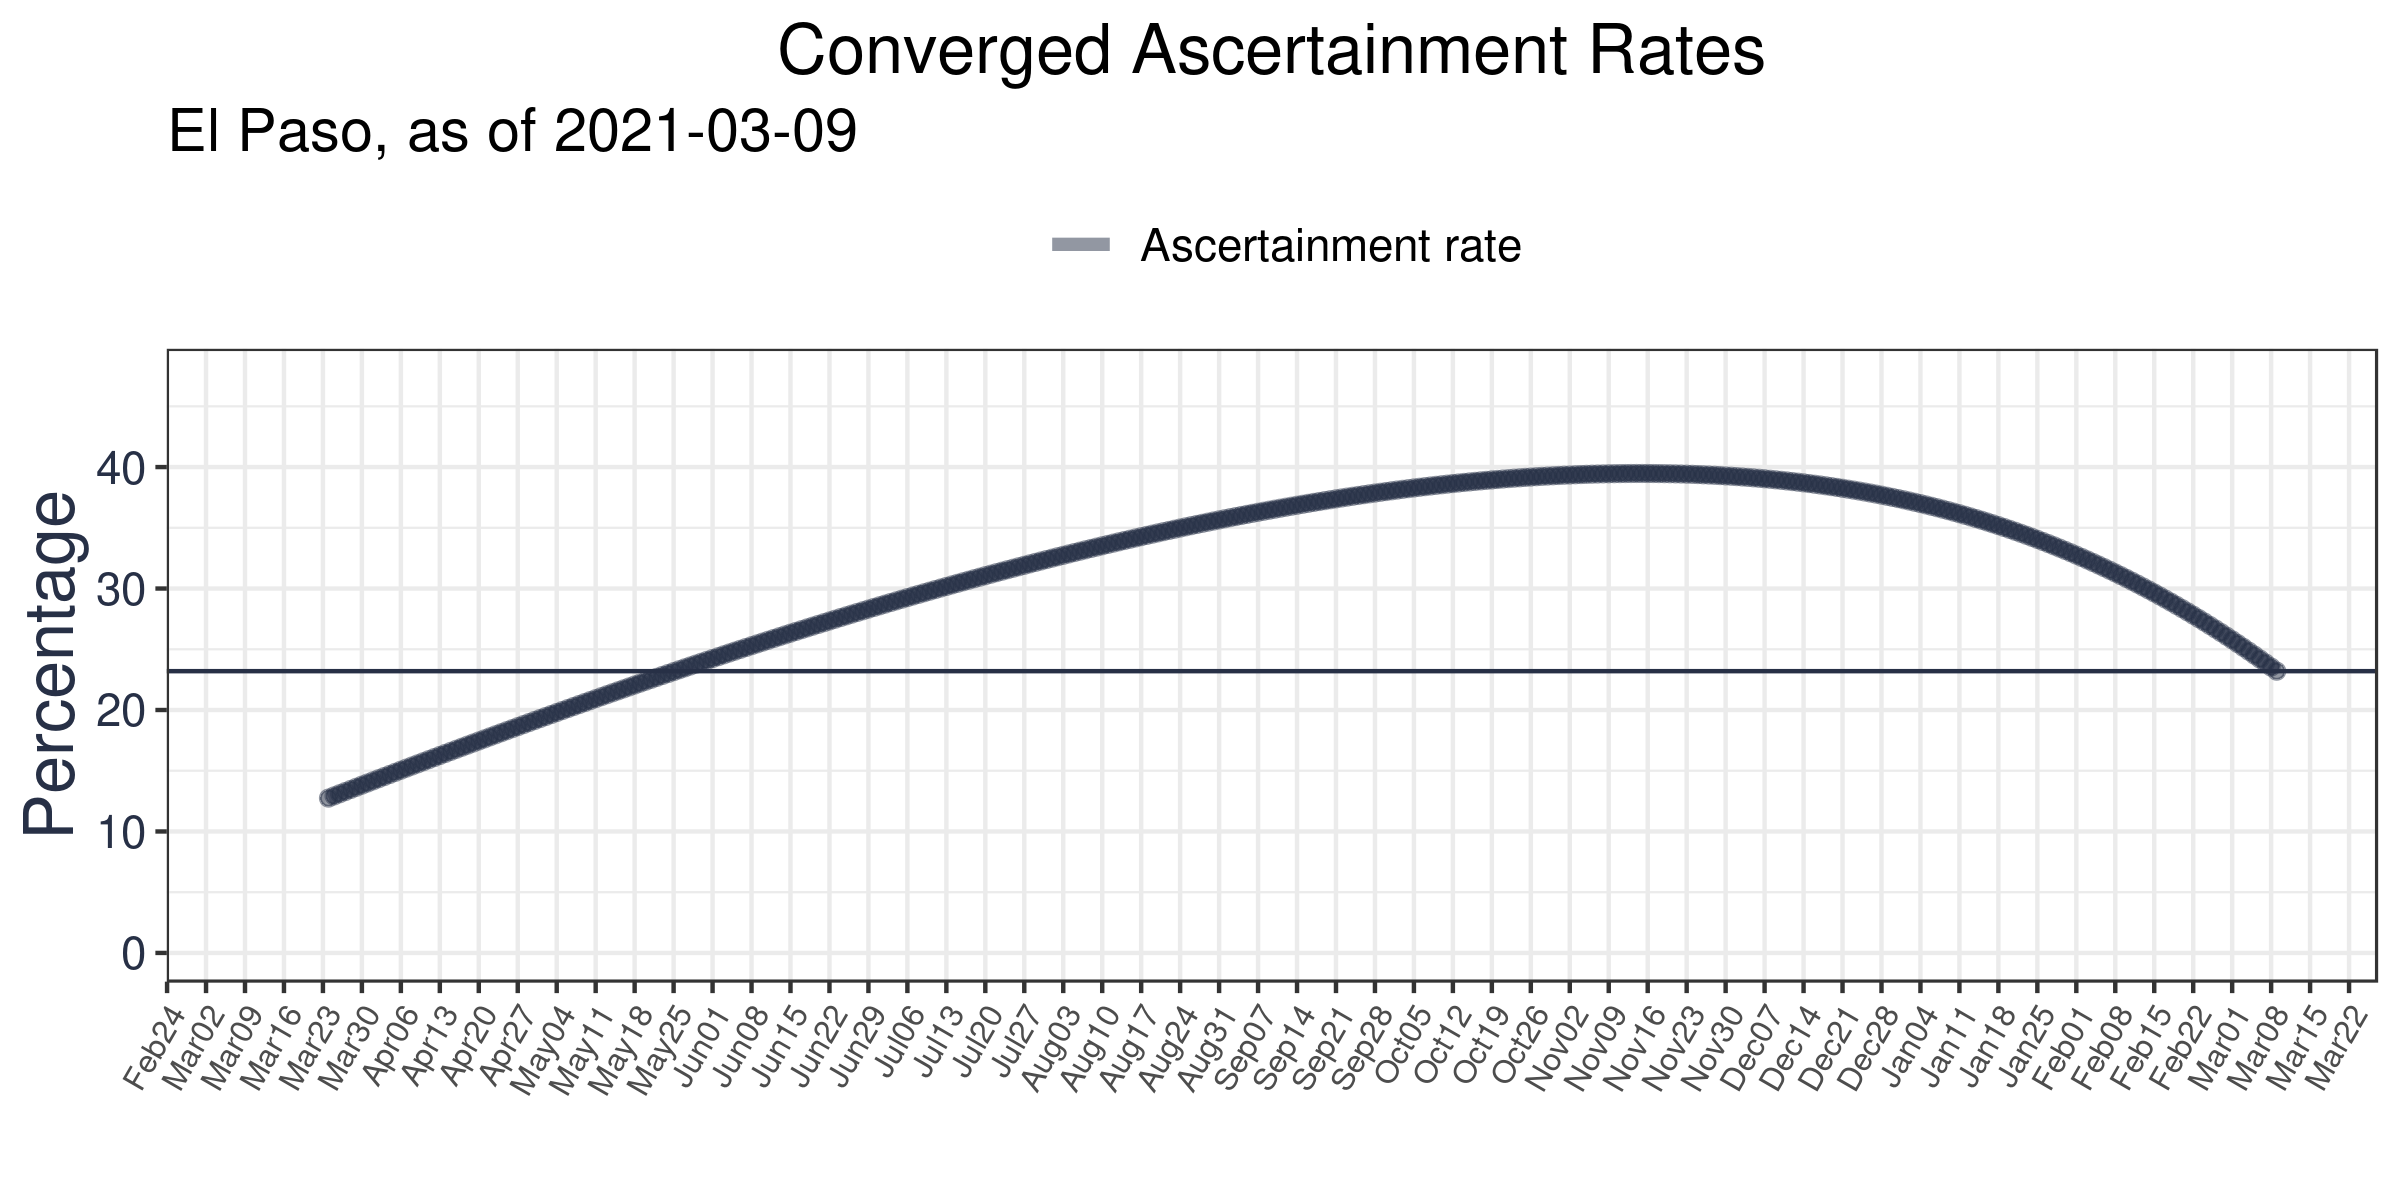 Converged Ascertainment Rates
El Paso, as of 2021-03-09
Ascertainment rate
Percentage
40
30
20
10
0
Feb24 Mar02 Mar09 Mar16 Mar23 Mar30 Apr06 Apr13 Apr20 Apr27 May04 May11 May18 May25 Jun01 Jun08 Jun15 Jun22 Jun29 Jul06 Jul13 Jul20 Jul27 Aug03 Aug10 Aug17 Aug24 Aug31 Sep07 Sep14 Sep21 Sep28 Oct05 Oct12 Oct19 Oct26 Nov02 Nov09 Nov16 Nov23 Nov30 Dec07 Dec14 Dec21 Dec28 Jan04 Jan11 Jan18 Jan25 Feb01 Feb08 Feb15 Feb22 Mar01 Mar08 Mar15 Mar22